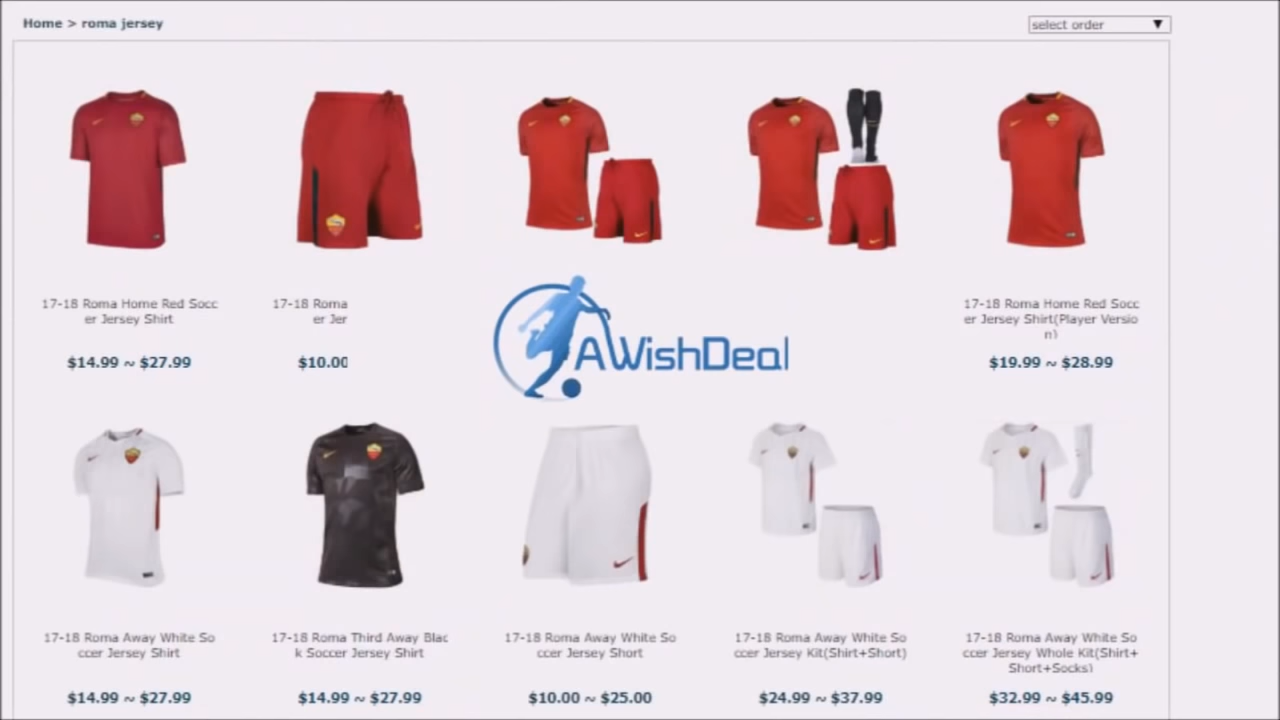 Home > roma jersey
select order
17-18 Roma Home Red Socc
er Jersey Shirt
$14.99 ~ $27.99
17-18 Roma
er Jer
$10.00
AWishDeal
17-18 Roma Home Red Socc
er Jersey Shirt(Player Versio
n)
$19.99 ~ $28.99
17-18 Roma Away White So
ccer Jersey Shirt
$14.99 ~ $27.99
17-18 Roma Third Away Blac
k Soccer Jersey Shirt
$14.99 ~ $27.99
17-18 Roma Away White So
ccer Jersey Short
$10.00 ~ $25.00
17-18 Roma Away White So
ccer Jersey Kit(Shirt+Short)
$24.99 ~ $37.99
17-18 Roma Away White So
ccer Jersey Whole Kit(Shirt+
Short+Socks)
$32.99 ~ $45.99